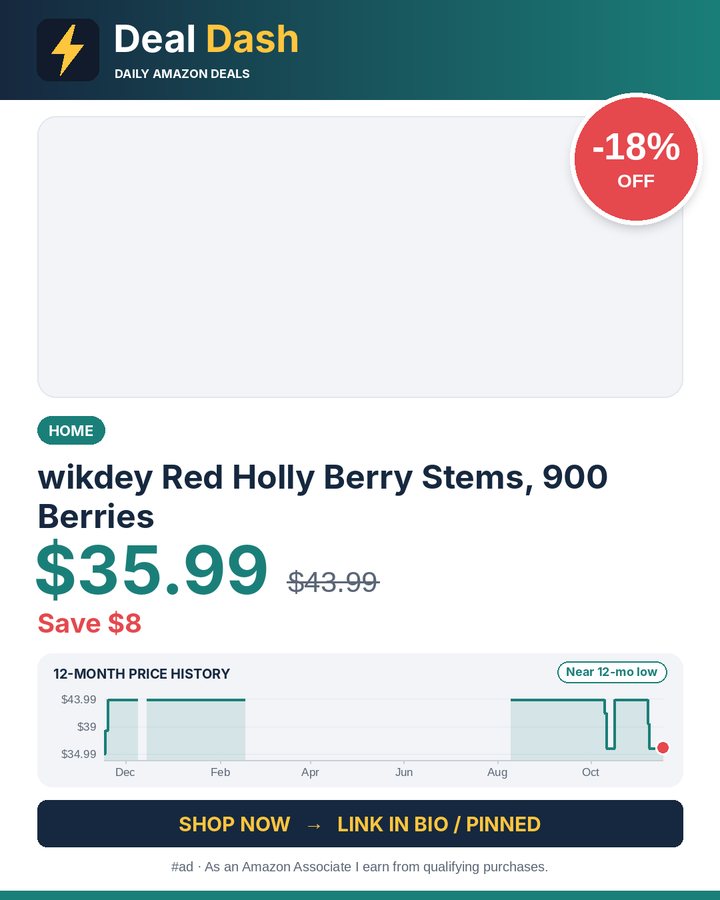 Deal Dash
DAILY AMAZON DEALS
-18%
OFF
HOME
wikdey Red Holly Berry Stems, 900
Berries
$35.99 $43.99
Save $8
12-MONTH PRICE HISTORY
Near 12-mo low
$43.99
$39
$34.99
Dec Feb Apr Jun Aug Oct
SHOP NOW → LINK IN BIO / PINNED
#ad · As an Amazon Associate I earn from qualifying purchases.